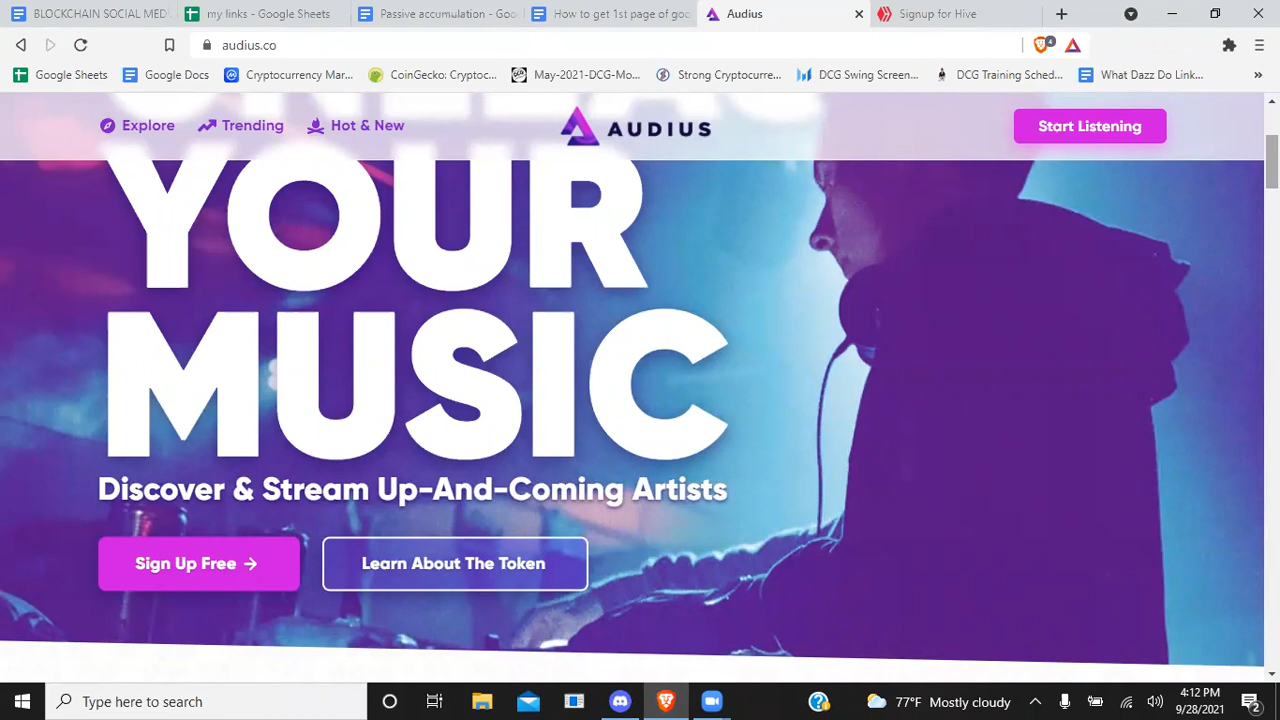 BLOCKCHAIN SOCIAL MED
my links - Google Sheets
Passive accumulation - Goo
How to get 1st page of goo
Audius
Signup for Hive
audius.co
4
Google Sheets
Google Docs
Cryptocurrency Mar...
CoinGecko: Cryptoc...
May-2021-DCG-Mo...
Strong Cryptocurre...
DCG Swing Screen...
DCG Training Sched...
What Dazz Do Link...
»
Explore
Trending
Hot & New
AUDIUS
Start Listening
YOUR
MUSIC
Discover & Stream Up-And-Coming Artists
Sign Up Free →
Learn About The Token
Type here to search
77°F Mostly cloudy
4:12 PM
9/28/2021
2